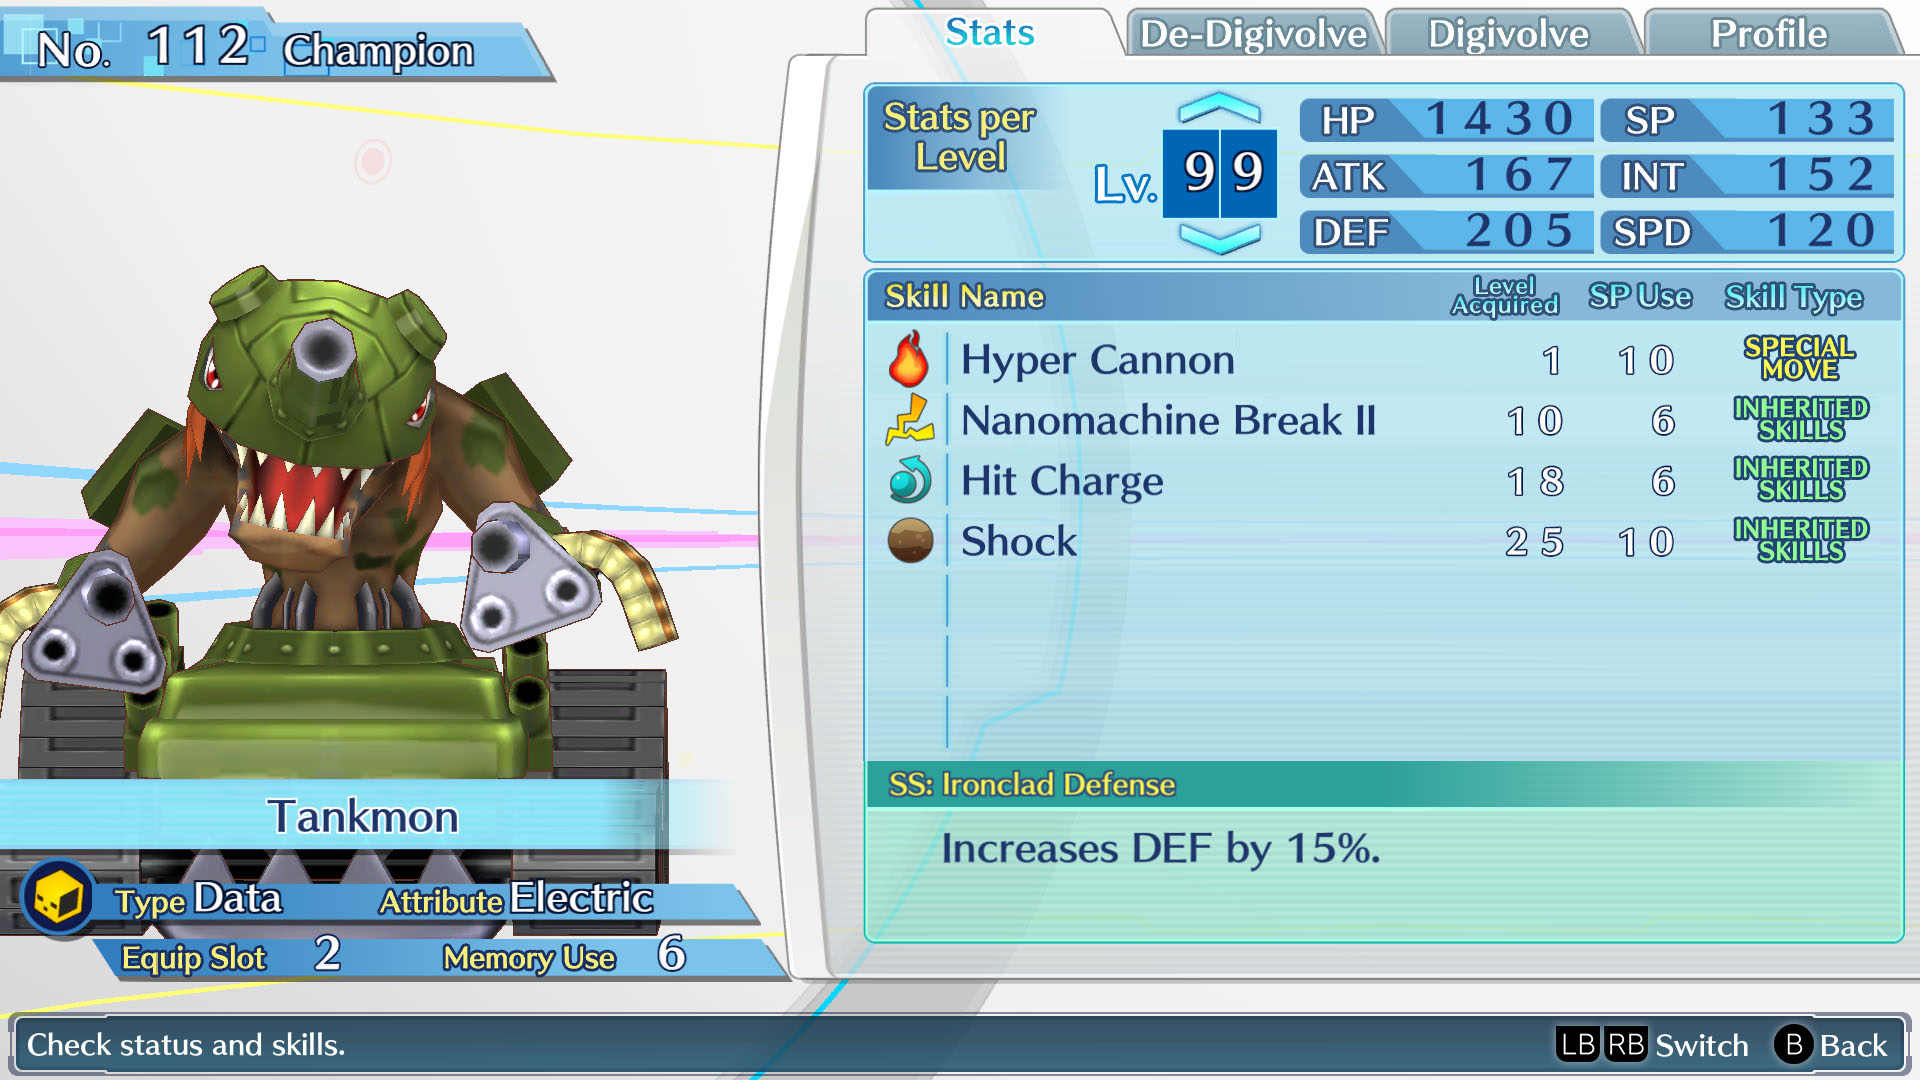 No. 112 Champion
Stats De-Digivolve Digivolve Profile
Stats per
Level
Lv. 99
HP 1430 SP 133
ATK 167 INT 152
DEF 205 SPD 120
Skill Name Level Acquired SP Use Skill Type
Hyper Cannon 1 10 SPECIAL MOVE
Nanomachine Break II 10 6 INHERITED SKILLS
Hit Charge 18 6 INHERITED SKILLS
Shock 25 10 INHERITED SKILLS
SS: Ironclad Defense
Increases DEF by 15%.
Tankmon
Type Data Attribute Electric
Equip Slot 2 Memory Use 6
Check status and skills.
LB RB Switch B Back